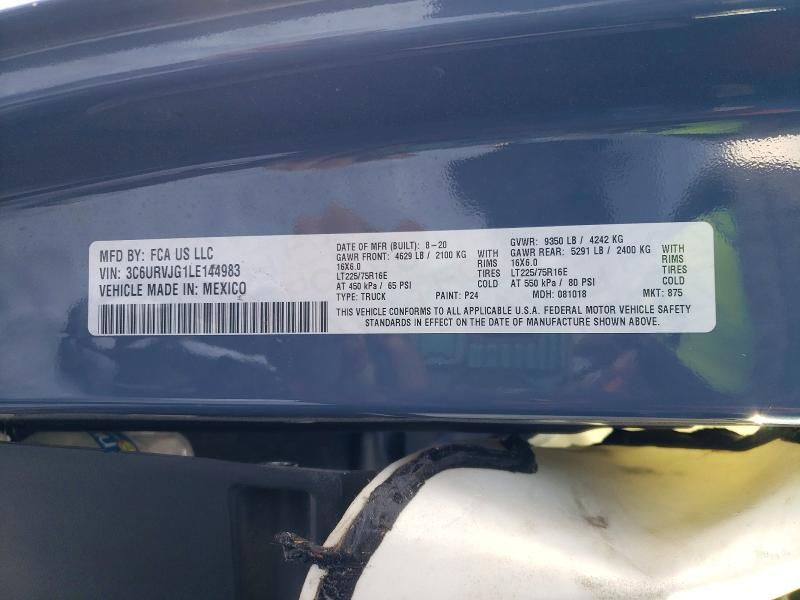 MFD BY: FCA US LLC
VIN: 3C6URVJG1LE144983
VEHICLE MADE IN: MEXICO
DATE OF MFR (BUILT): 8-20
GAWR FRONT: 4629 LB / 2100 KG
16X6.0 RIMS
LT225/75R16E TIRES
AT 450 kPa / 65 PSI COLD
TYPE: TRUCK PAINT: P24
GVWR: 9350 LB / 4242 KG
GAWR REAR: 5291 LB / 2400 KG
16X6.0 RIMS
LT225/75R16E TIRES
AT 550 kPa / 80 PSI COLD
MDH: 081018 MKT: 875
THIS VEHICLE CONFORMS TO ALL APPLICABLE U.S.A. FEDERAL MOTOR VEHICLE SAFETY
STANDARDS IN EFFECT ON THE DATE OF MANUFACTURE SHOWN ABOVE.